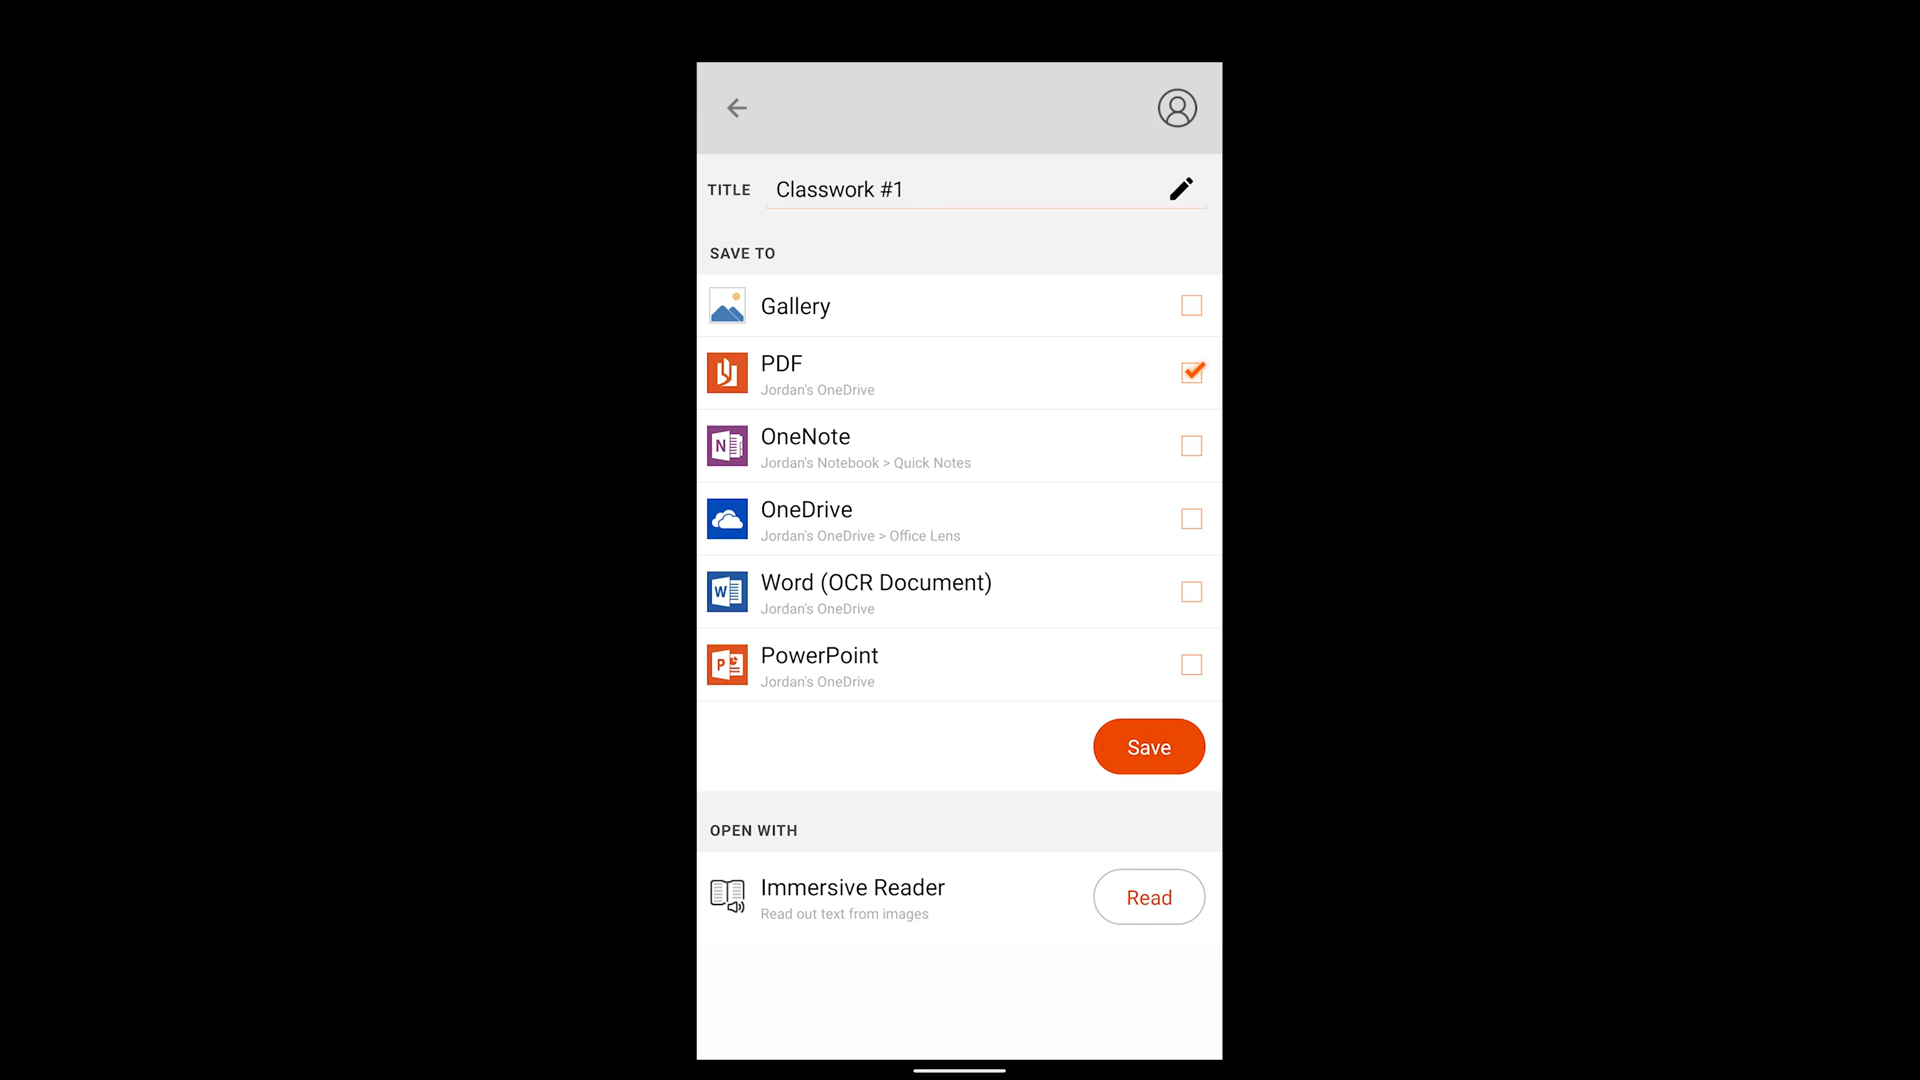 TITLE Classwork #1
SAVE TO
Gallery
PDF
Jordan's OneDrive
N
OneNote
Jordan's Notebook > Quick Notes
OneDrive
Jordan's OneDrive > Office Lens
W
Word (OCR Document)
Jordan's OneDrive
P
PowerPoint
Jordan's OneDrive
Save
OPEN WITH
Immersive Reader
Read out text from images
Read